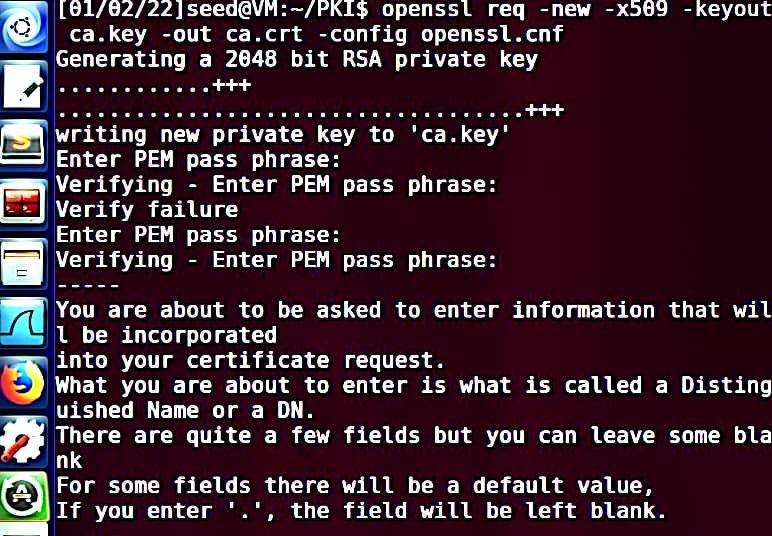 [01/02/22]seed@VM:~/PKI$ openssl req -new -x509 -keyout
 ca.key -out ca.crt -config openssl.cnf
Generating a 2048 bit RSA private key
............+++
...................................+++
writing new private key to 'ca.key'
Enter PEM pass phrase:
Verifying - Enter PEM pass phrase:
Verify failure
Enter PEM pass phrase:
Verifying - Enter PEM pass phrase:
-----
You are about to be asked to enter information that wil
l be incorporated
into your certificate request.
What you are about to enter is what is called a Disting
uished Name or a DN.
There are quite a few fields but you can leave some bla
nk
For some fields there will be a default value,
If you enter '.', the field will be left blank.